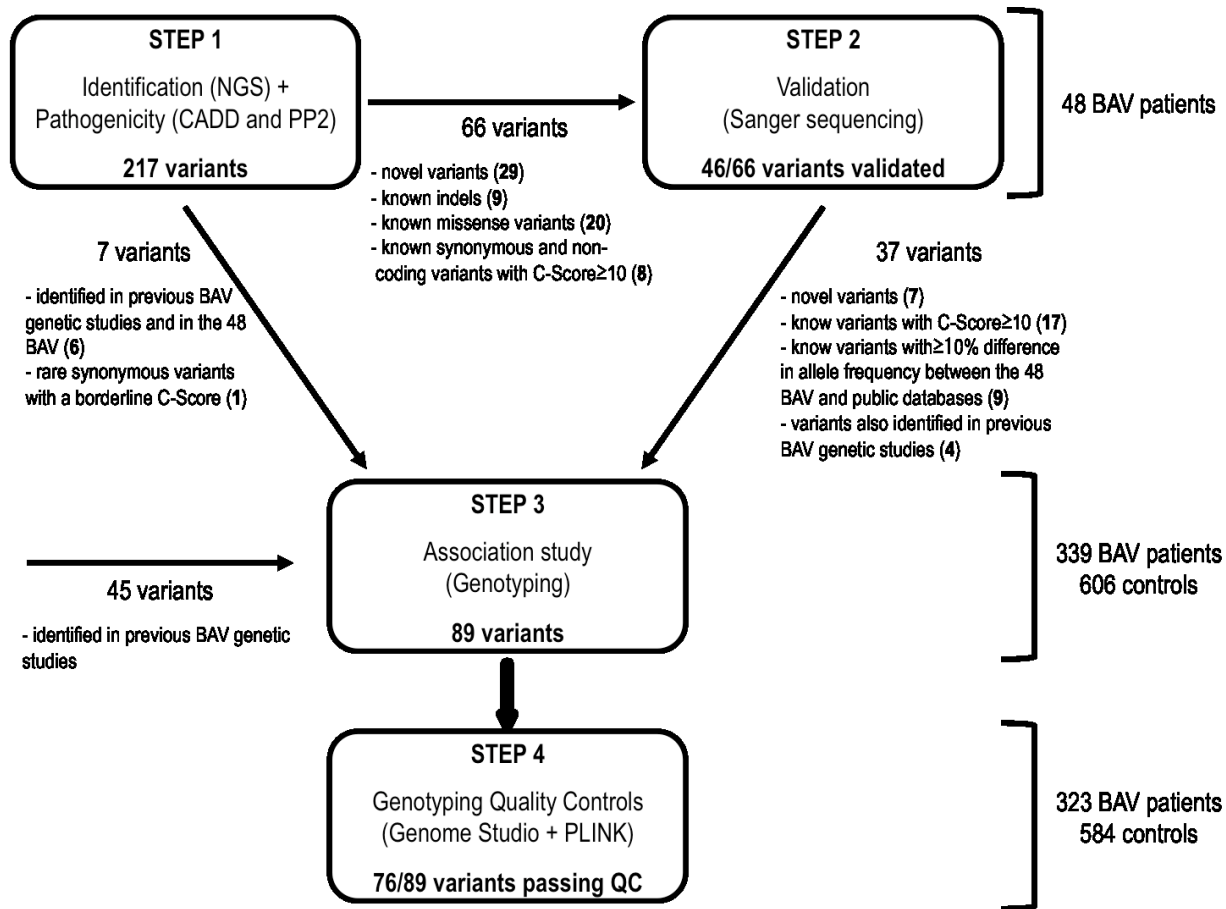 STEP 1
Identification (NGS) +
Pathogenicity (CADD and PP2)
217 variants
66 variants
- novel variants (29)
- known indels (9)
- known missense variants (20)
- known synonymous and non-
coding variants with C-Score≥10 (8)
STEP 2
Validation
(Sanger sequencing)
46/66 variants validated
48 BAV patients
7 variants
- identified in previous BAV
genetic studies and in the 48
BAV (6)
- rare synonymous variants
with a borderline C-Score (1)
37 variants
- novel variants (7)
- know variants with C-Score≥10 (17)
- know variants with≥10% difference
in allele frequency between the 48
BAV and public databases (9)
- variants also identified in previous
BAV genetic studies (4)
45 variants
- identified in previous BAV genetic
studies
STEP 3
Association study
(Genotyping)
89 variants
339 BAV patients
606 controls
STEP 4
Genotyping Quality Controls
(Genome Studio + PLINK)
76/89 variants passing QC
323 BAV patients
584 controls